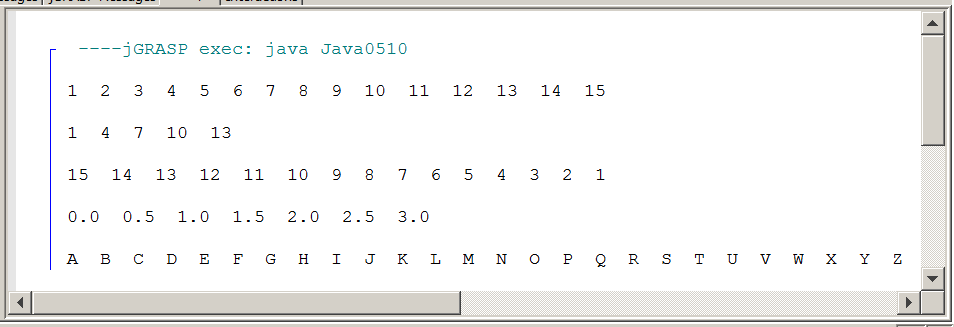 ----jGRASP exec: java Java0510
1 2 3 4 5 6 7 8 9 10 11 12 13 14 15
1 4 7 10 13
15 14 13 12 11 10 9 8 7 6 5 4 3 2 1
0.0 0.5 1.0 1.5 2.0 2.5 3.0
A B C D E F G H I J K L M N O P Q R S T U V W X Y Z